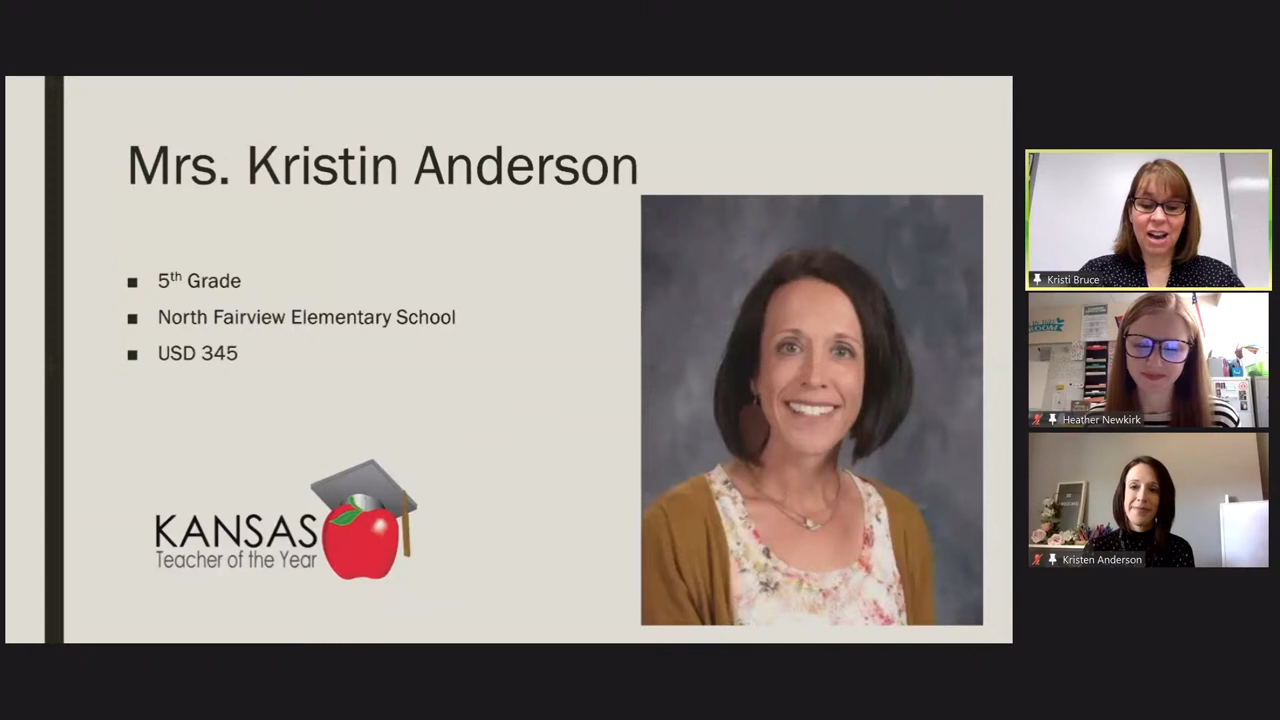 Mrs. Kristin Anderson
■ 5th Grade
■ North Fairview Elementary School
■ USD 345
KANSAS
Teacher of the Year
Kristi Bruce
ROOM
Heather Newkirk
Kristen Anderson